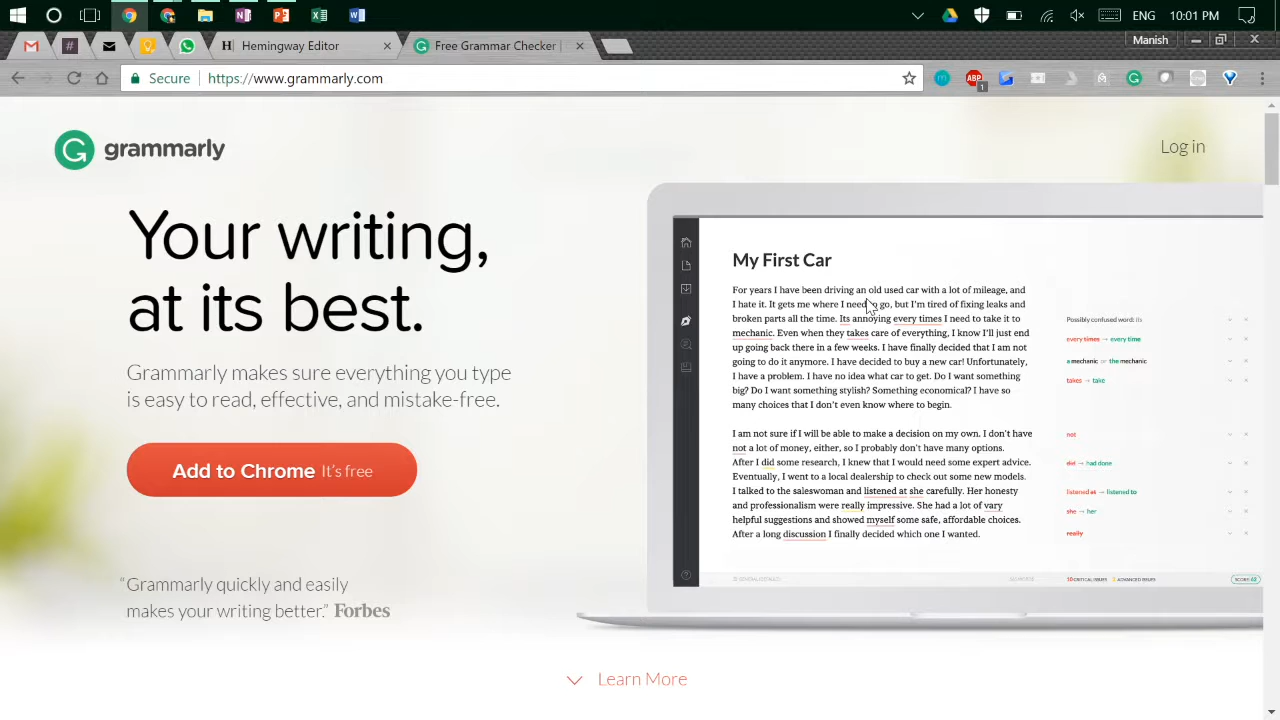 ENG 10:01 PM
Hemingway Editor
Free Grammar Checker |
Manish
Secure https://www.grammarly.com
ABP
1
grammarly
Log in
Your writing,
at its best.
Grammarly makes sure everything you type
is easy to read, effective, and mistake-free.
Add to Chrome It's free
"Grammarly quickly and easily
makes your writing better." Forbes
My First Car
For years I have been driving an old used car with a lot of mileage, and
I hate it. It gets me where I need to go, but I'm tired of fixing leaks and
broken parts all the time. Its annoying every times I need to take it to
mechanic. Even when they takes care of everything, I know I'll just end
up going back there in a few weeks. I have finally decided that I am not
going to do it anymore. I have decided to buy a new car! Unfortunately,
I have a problem. I have no idea what car to get. Do I want something
big? Do I want something stylish? Something economical? I have so
many choices that I don't even know where to begin.
I am not sure if I will be able to make a decision on my own. I don't have
not a lot of money, either, so I probably don't have many options.
After I did some research, I knew that I would need some expert advice.
Eventually, I went to a local dealership to check out some new models.
I talked to the saleswoman and listened at she carefully. Her honesty
and professionalism were really impressive. She had a lot of vary
helpful suggestions and showed myself some safe, affordable choices.
After a long discussion I finally decided which one I wanted.
Possibly confused word: its
every times → every time
a mechanic or the mechanic
takes → take
not
did → had done
listened at → listened to
she → her
really
10 CRITICAL ISSUES 3 ADVANCED ISSUES SCORE: 63
Learn More